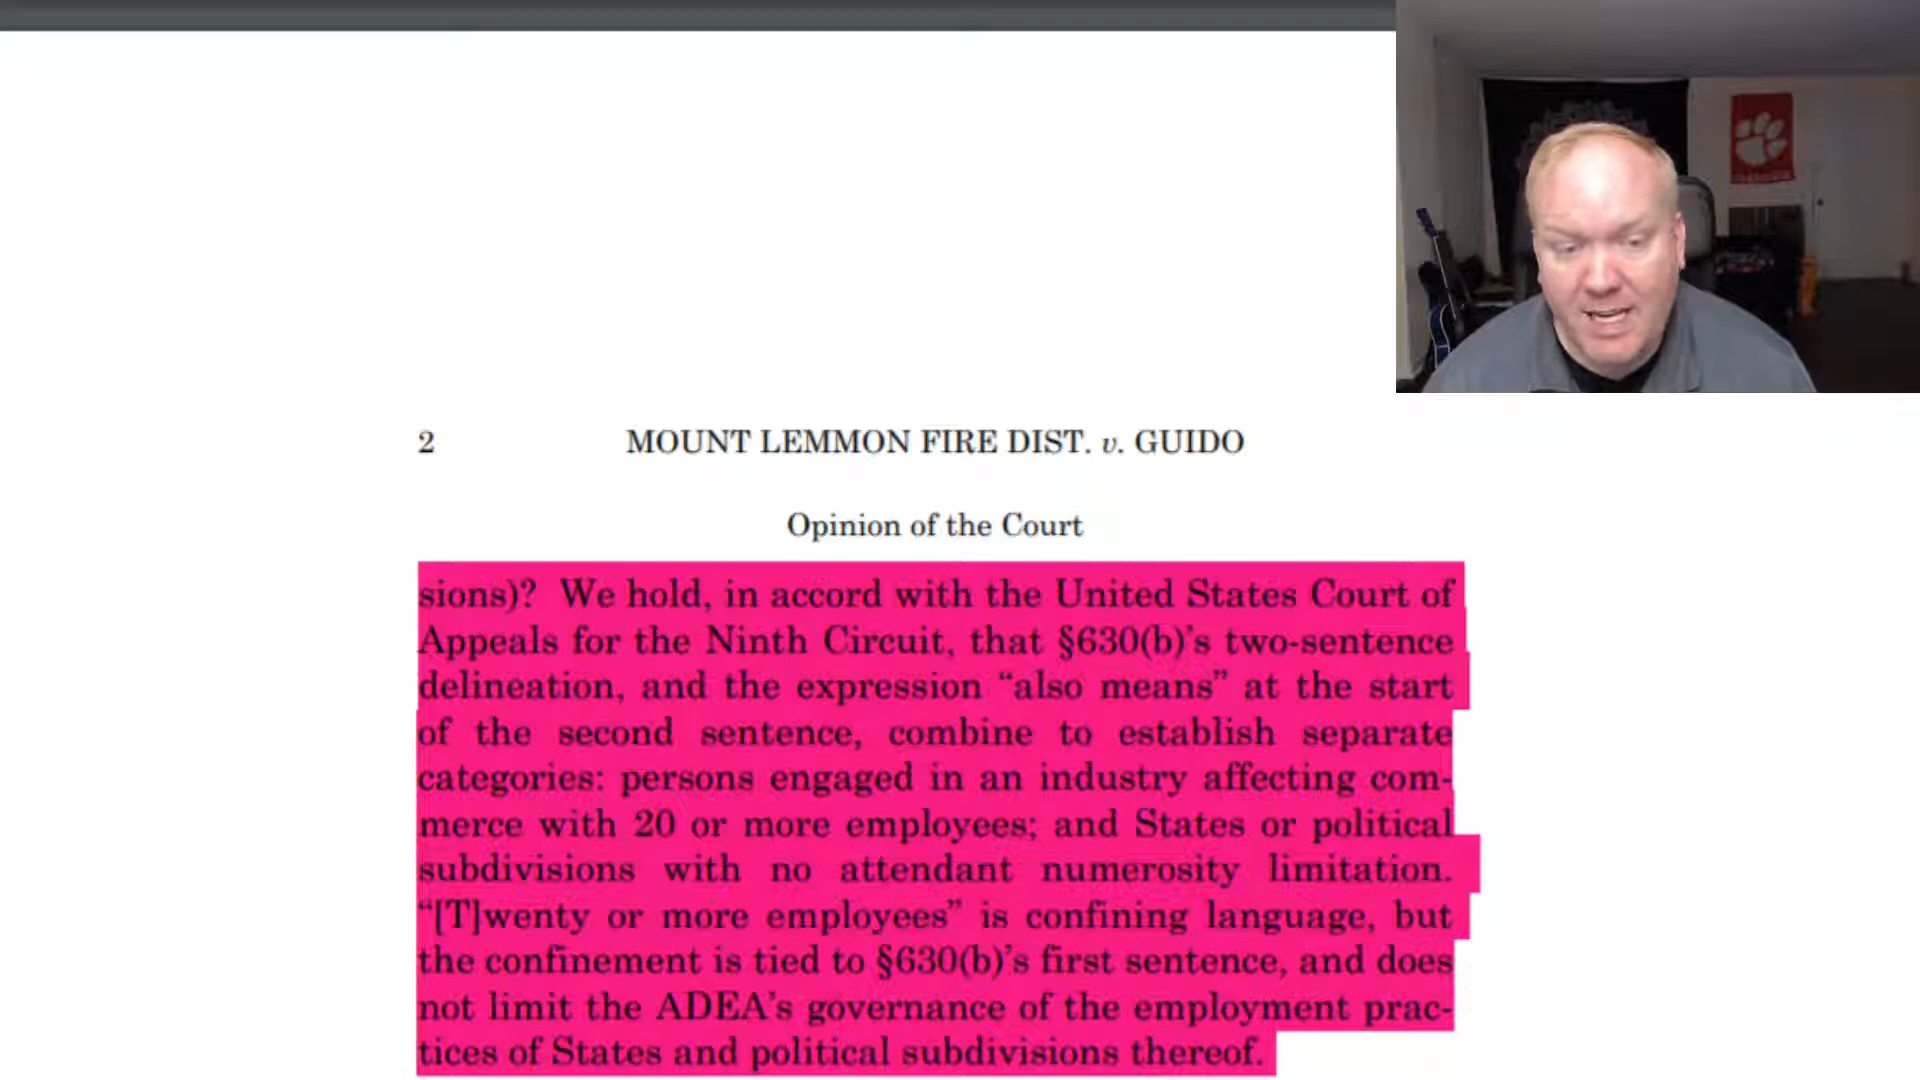 2 MOUNT LEMMON FIRE DIST. v. GUIDO
Opinion of the Court
sions)? We hold, in accord with the United States Court of
Appeals for the Ninth Circuit, that §630(b)’s two-sentence
delineation, and the expression “also means” at the start
of the second sentence, combine to establish separate
categories: persons engaged in an industry affecting com-
merce with 20 or more employees; and States or political
subdivisions with no attendant numerosity limitation.
“[T]wenty or more employees” is confining language, but
the confinement is tied to §630(b)’s first sentence, and does
not limit the ADEA’s governance of the employment prac-
tices of States and political subdivisions thereof.